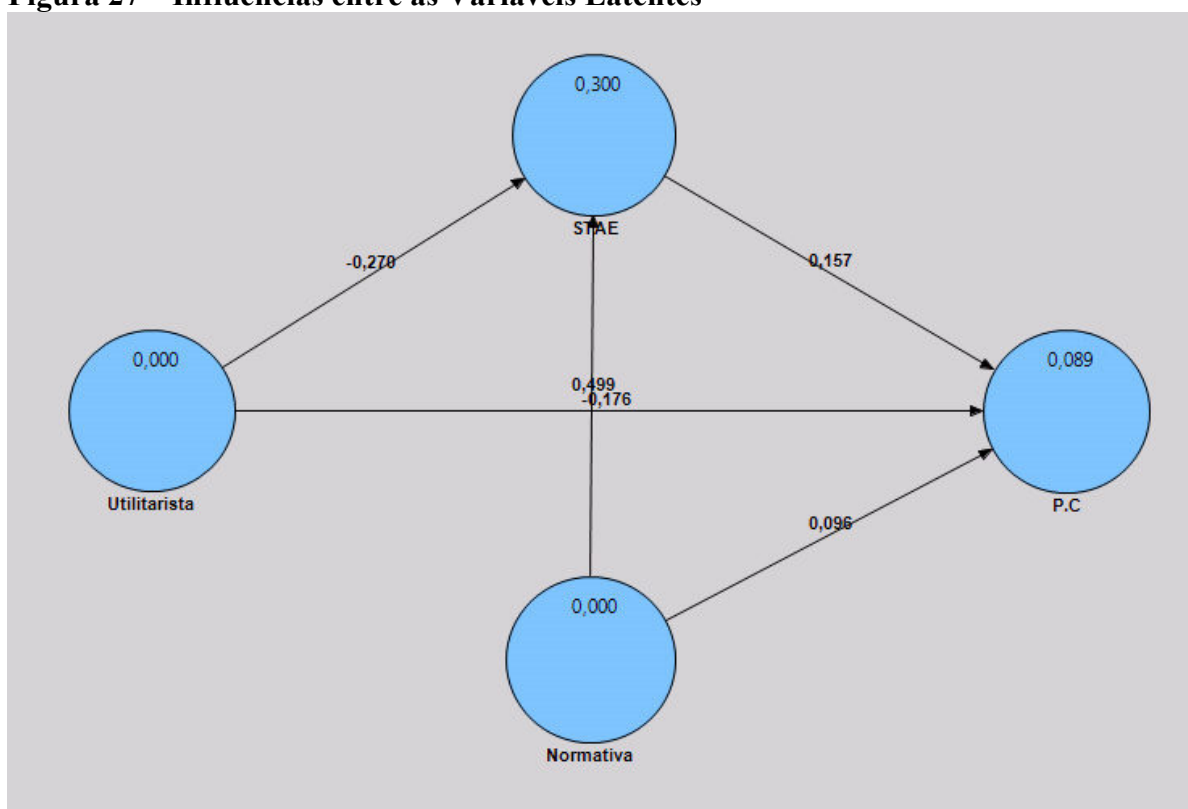 Figura 27 – Influências entre as Variáveis Latentes
0,300
STAE
-0,270
0,157
0,000
Utilitarista
0,499
-0,176
0,089
P.C
0,096
0,000
Normativa